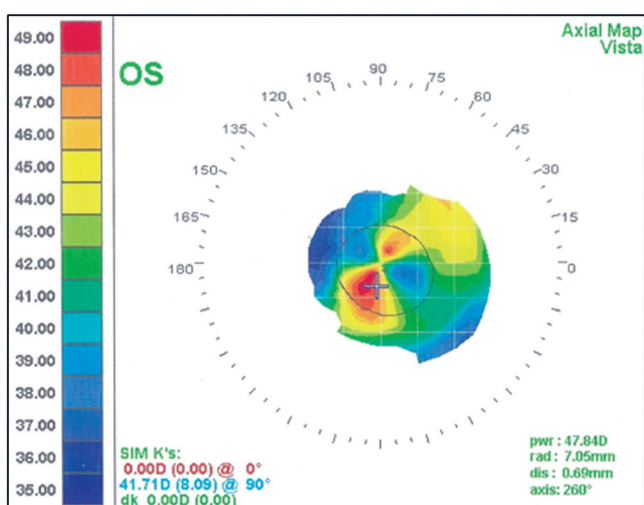 49.00
48.00
47.00
46.00
45.00
44.00
43.00
42.00
41.00
40.00
39.00
38.00
37.00
36.00
35.00
OS
Axial Map
Vista
90
105
75
120
60
135
45
150
30
165
15
180
0
SIM K's:
0.00D (0.00) @ 0°
41.71D (8.09) @ 90°
dk 0.00D (0.00)
pwr : 47.84D
rad : 7.05mm
dis : 0.69mm
axis: 260°